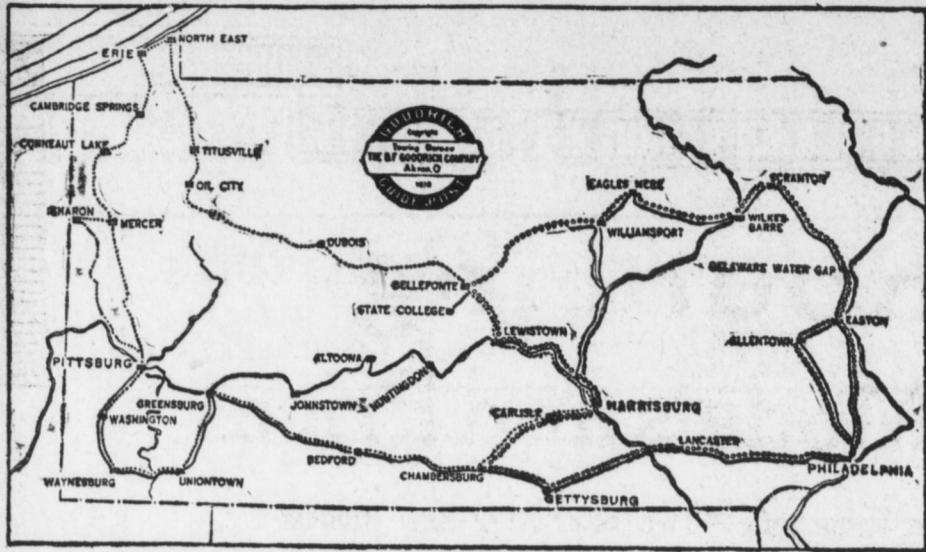 NORTH EAST
ERIE
CAMBRIDGE SPRINGS
CONNEAUT LAKE
TITUSVILLE
OIL CITY
SHARON
MERCER
GOODRICH
Copyright
Touring Bureau
THE B.F. GOODRICH COMPANY
Akron, O
1910
GUIDE POST
EAGLES MERE
SCRANTON
WILLIAMSPORT
WILKES-
BARRE
DUBOIS
DELEWARE WATER GAP
BELLEFONTE
STATE COLLEGE
LEWISTOWN
EASTON
ALLENTOWN
PITTSBURG
ALTOONA
HUNTINGDON
GREENSBURG
JOHNSTOWN
WASHINGTON
CARLISLE
HARRISBURG
LANCASTER
BEDFORD
CHAMBERSBURG
PHILADELPHIA
WAYNESBURG
UNIONTOWN
GETTYSBURG